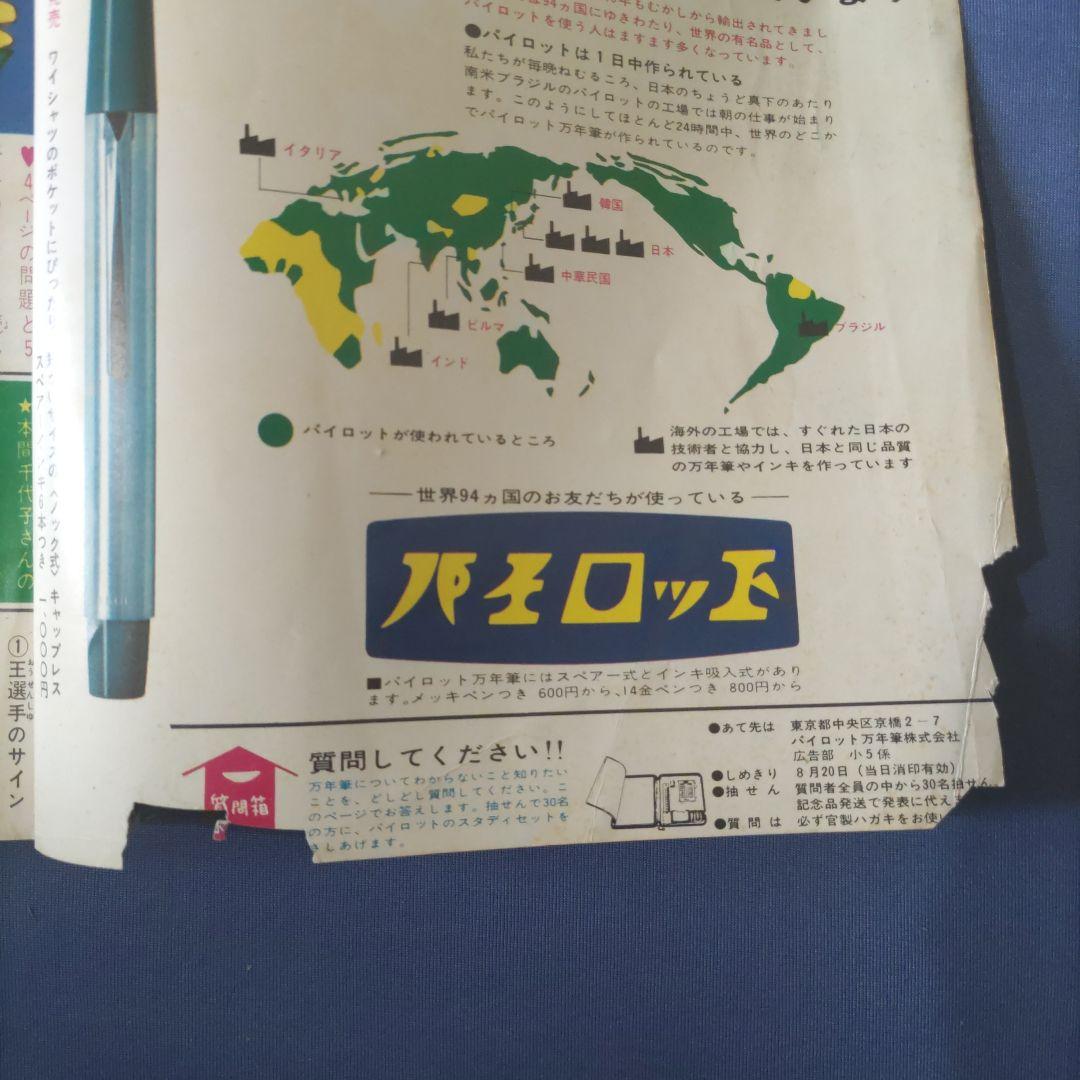 パイロットを使う人はますます多くなっています。
●パイロットは1日中作られている
私たちが毎晩ねむるころ、日本のちょうど真下のあたり
南米ブラジルのパイロットの工場では朝の仕事が始まり
ます。このようにしてほとんど24時間中、世界のどこか
でパイロット万年筆が作られているのです。
イタリア
韓国
日本
中華民国
ビルマ
インド
ブラジル
パイロットが使われているところ
海外の工場では、すぐれた日本の
技術者と協力し、日本と同じ品質
の万年筆やインキを作っています
世界94ヵ国のお友だちが使っている
パイロット
■パイロット万年筆にはスペアー式とインキ吸入式があり
ます。メッキペンつき 600円から、14金ペンつき 800円から
質問箱
質問してください!!
万年筆についてわからないこと知りたい
ことを、どしどし質問してください。こ
のページでお答えします。抽せんで30名
の方に、パイロットのスタディセットを
さしあげます。
●あて先は 東京都中央区京橋2-7
パイロット万年筆株式会社
広告部 小5係
●しめきり 8月20日(当日消印有効)
●抽せん 質問者全員の中から30名抽せん
記念品発送で発表に代え
●質問は 必ず官製ハガキをお使い
ワイシャツのポケットにぴったり
キャップレス
1,000円
♥4ページの問題と5
★本間千代子さんの
①王選手のサイン
おうせんしゅ